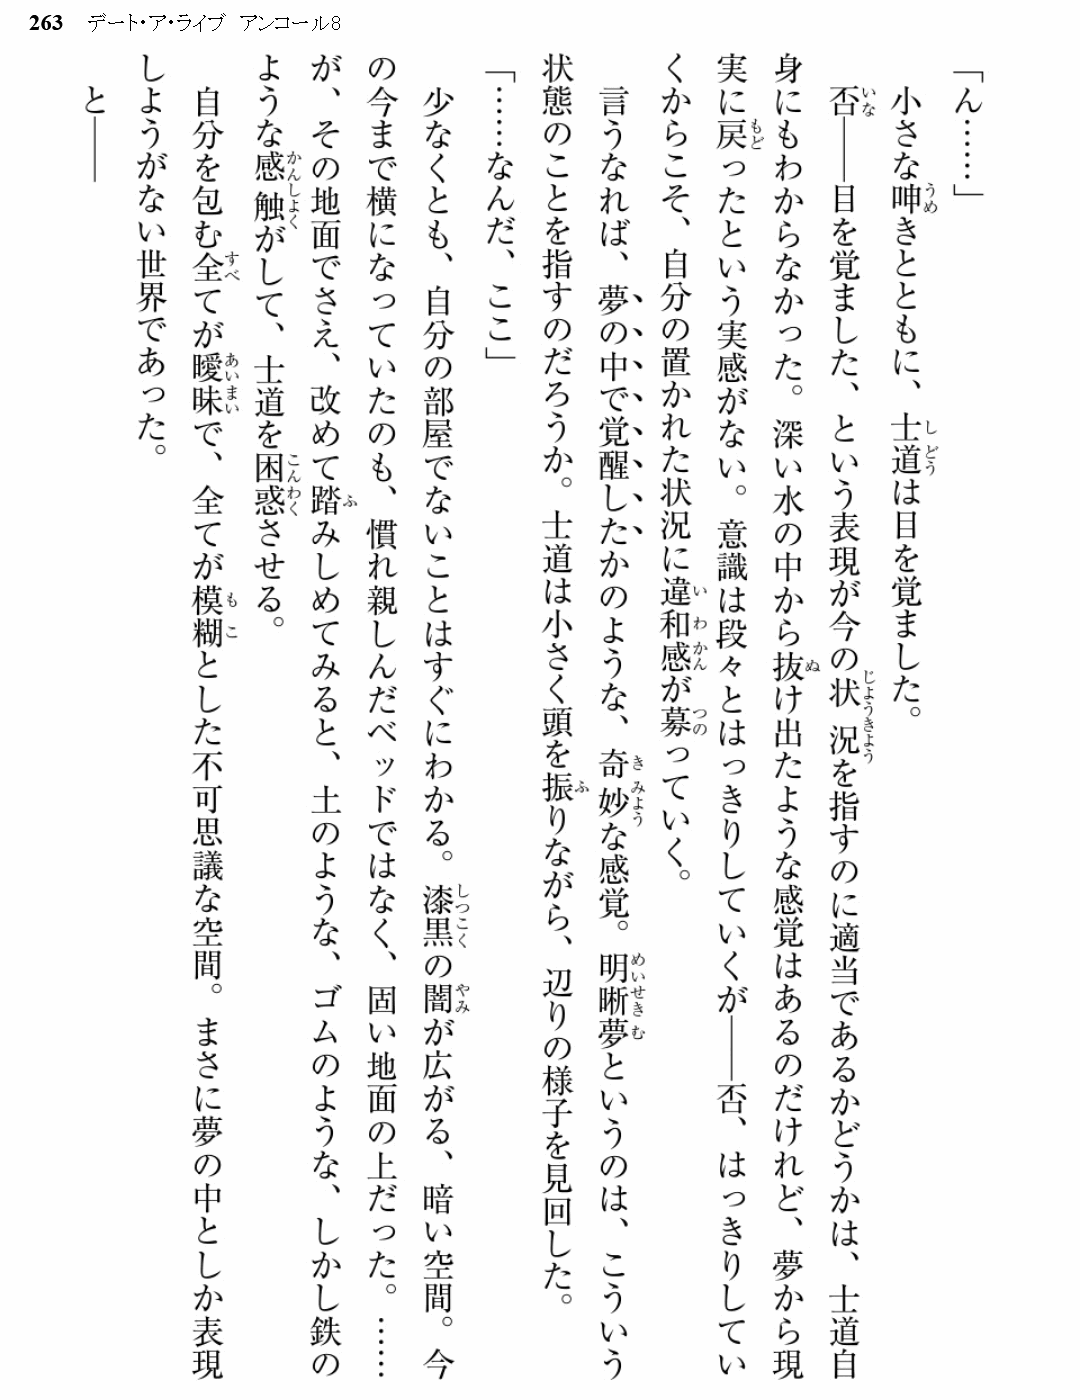 263 デート・ア・ライブ アンコール8
「ん……」
小さな呻きとともに、士道は目を覚ました。
否――目を覚ました、という表現が今の状況を指すのに適当であるかどうかは、士道自
身にもわからなかった。深い水の中から抜け出たような感覚はあるのだけれど、夢から現
実に戻ったという実感がない。意識は段々とはっきりしていくが――否、はっきりしてい
くからこそ、自分の置かれた状況に違和感が募っていく。
言うなれば、夢の中で覚醒したかのような、奇妙な感覚。明晰夢というのは、こういう
状態のことを指すのだろうか。士道は小さく頭を振りながら、辺りの様子を見回した。
「……なんだ、ここ」
少なくとも、自分の部屋でないことはすぐにわかる。漆黒の闇が広がる、暗い空間。今
の今まで横になっていたのも、慣れ親しんだベッドではなく、固い地面の上だった。……
が、その地面でさえ、改めて踏みしめてみると、土のような、ゴムのような、しかし鉄の
ような感触がして、士道を困惑させる。
自分を包む全てが曖昧で、全てが模糊とした不可思議な空間。まさに夢の中としか表現
しようがない世界であった。
と――